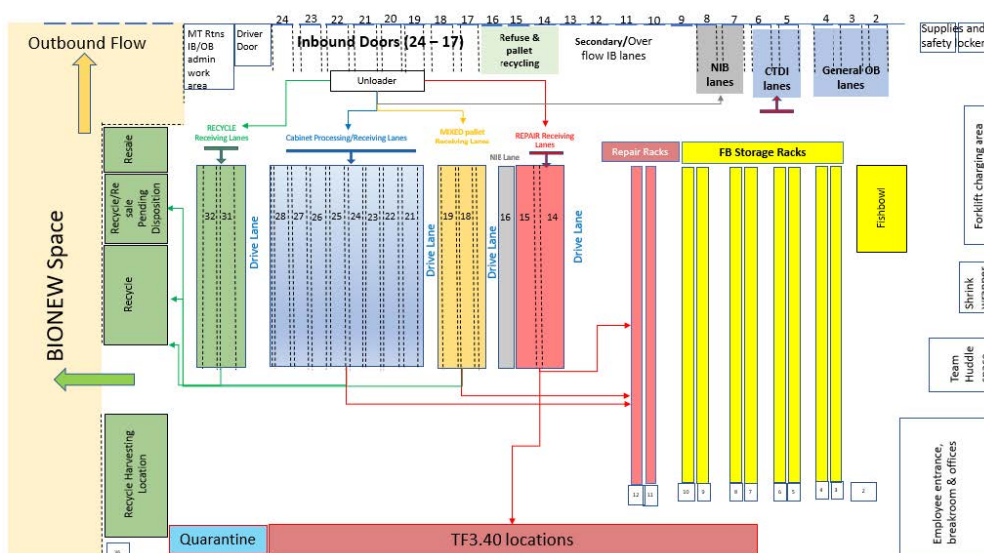 24 23 22 21 20 19 18 17 16 15 14 13 12 11 10 9 8 7 6 5 4 3 2
Outbound Flow
MT Rtns
IB/OB
admin
work
area
Driver
Door
Inbound Doors (24 – 17)
Refuse &
pallet
recycling
Secondary/Over
flow IB lanes
NIB
lanes
CTDI
lanes
General OB
lanes
Supplies and
safety locker
Unloader
RECYCLE
Receiving Lanes
Cabinet Processing/Receiving Lanes
MIXED pallet
Receiving Lanes
NIB Lane
REPAIR Receiving
Lanes
Repair Racks
FB Storage Racks
Forklift charging area
Resale
Recycle/Re
sale
Pending
Disposition
Recycle
BIONEW Space
32 31
Drive Lane
28 27 26 25 24 23 22 21
Drive Lane
19 18
Drive Lane
16
15 14
Drive Lane
Fishbowl
Shrink
wrapper
Team
Huddle
Recycle Harvesting
Location
12 11 10 9 8 7 6 5 4 3 2
Employee entrance,
breakroom & offices
Quarantine
TF3.40 locations